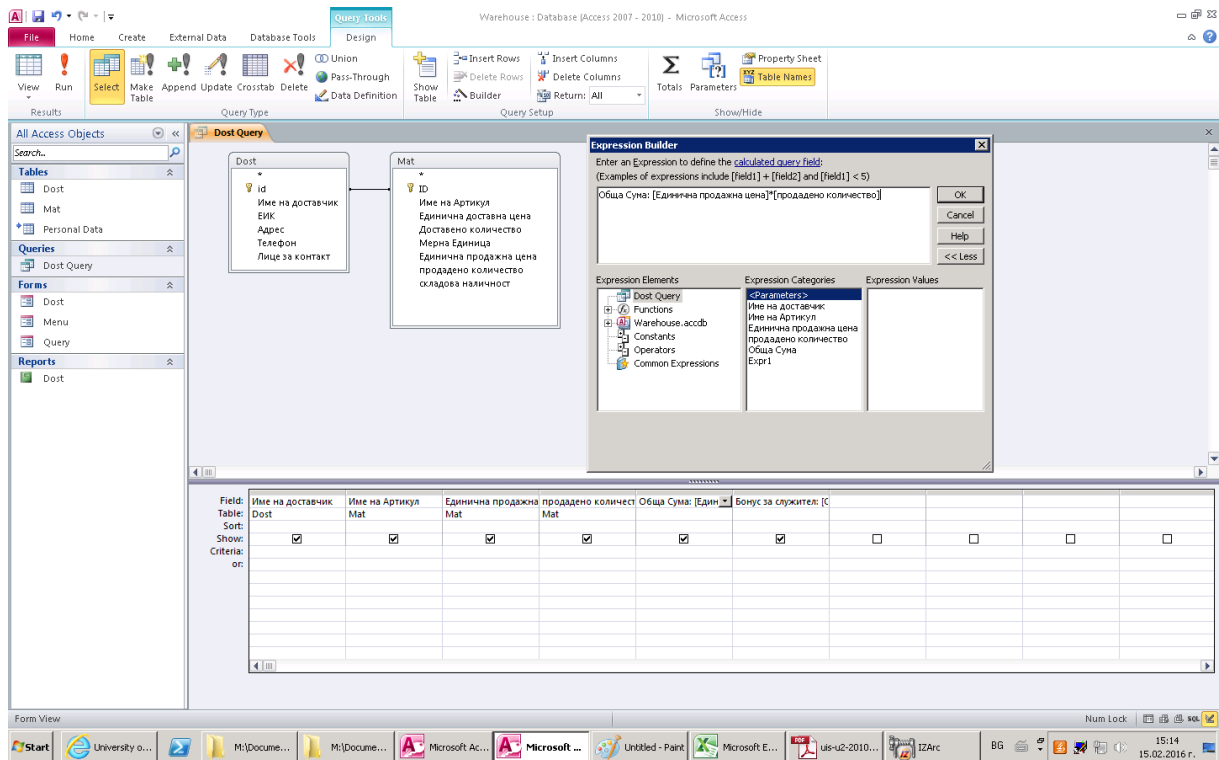 Query Tools
Warehouse : Database (Access 2007 - 2010) - Microsoft Access
File Home Create External Data Database Tools Design
View
Run
Select
Make Table
Append
Update
Crosstab
Delete
Union
Pass-Through
Data Definition
Show Table
Insert Rows
Delete Rows
Builder
Insert Columns
Delete Columns
Return: All
Totals
Parameters
Property Sheet
Table Names
Results
Query Type
Query Setup
Show/Hide
All Access Objects
Search..
Tables
Dost
Mat
Personal Data
Queries
Dost Query
Forms
Dost
Menu
Query
Reports
Dost
Dost Query
Dost
*
id
Име на доставчик
ЕИК
Адрес
Телефон
Лице за контакт
Mat
*
ID
Име на Артикул
Единична доставна цена
Доставено количество
Мерна Единица
Единична продажна цена
продадено количество
складова наличност
Expression Builder
Enter an Expression to define the calculated query field:
(Examples of expressions include [field1] + [field2] and [field1] < 5)
Обща Сума: [Единична продажна цена]*[продадено количество]
OK
Cancel
Help
<< Less
Expression Elements
Dost Query
Functions
Warehouse.accdb
Constants
Operators
Common Expressions
Expression Categories
<Parameters>
Име на доставчик
Име на Артикул
Единична продажна цена
продадено количество
Обща Сума
Expr1
Expression Values
Field: Име на доставчик Име на Артикул Единична продажна продадено количест Обща Сума: [Един Бонус за служител: [О
Table: Dost Mat Mat Mat
Sort:
Show:
Criteria:
or:
Form View
Num Lock
SQL
Start
University o...
M:\Docume...
M:\Docume...
Microsoft Ac...
Microsoft ...
Untitled - Paint
Microsoft E...
uis-u2-2010...
IZArc
BG
15:14
15.02.2016 г.